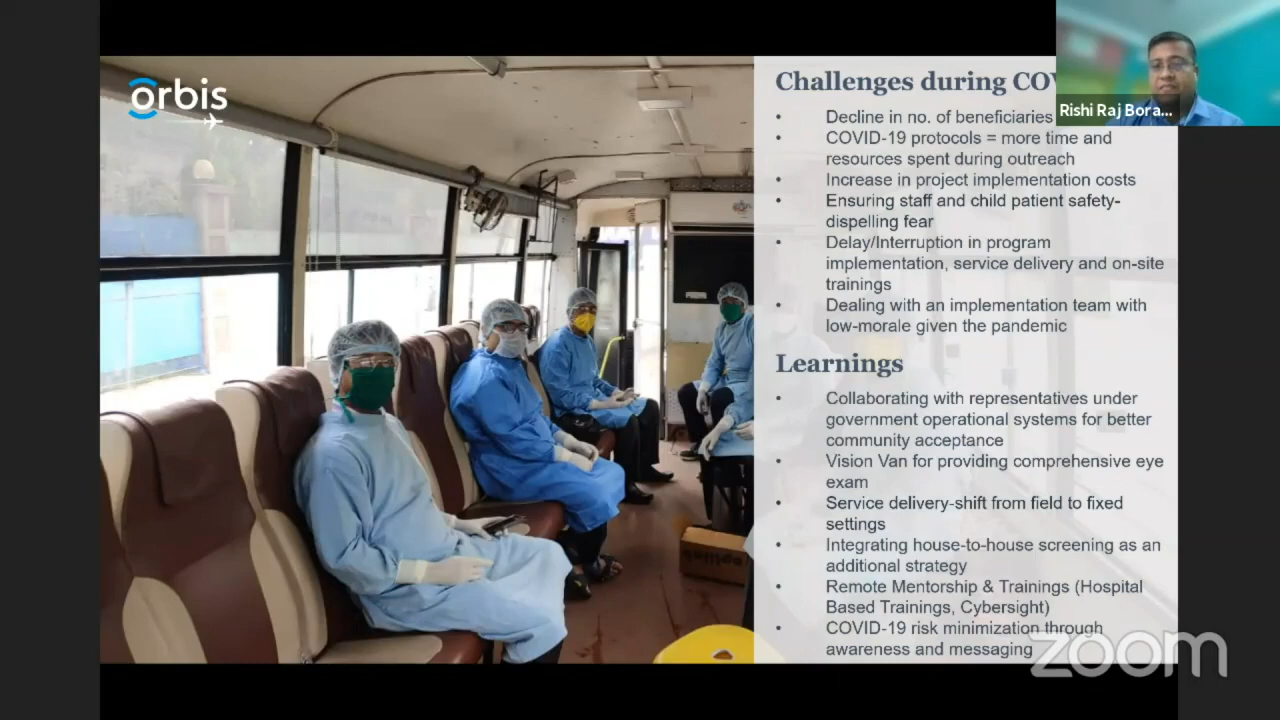 orbis
Challenges during
Rishi Raj Bora...
• Decline in no. of beneficiaries
• COVID-19 protocols = more time and
resources spent during outreach
• Increase in project implementation costs
• Ensuring staff and child patient safety-
dispelling fear
• Delay/Interruption in program
implementation, service delivery and on-site
trainings
• Dealing with an implementation team with
low-morale given the pandemic
Learnings
• Collaborating with representatives under
government operational systems for better
community acceptance
• Vision Van for providing comprehensive eye
exam
• Service delivery-shift from field to fixed
settings
• Integrating house-to-house screening as an
additional strategy
• Remote Mentorship & Trainings (Hospital
Based Trainings, Cybersight)
• COVID-19 risk minimization through
awareness and messaging
zoom